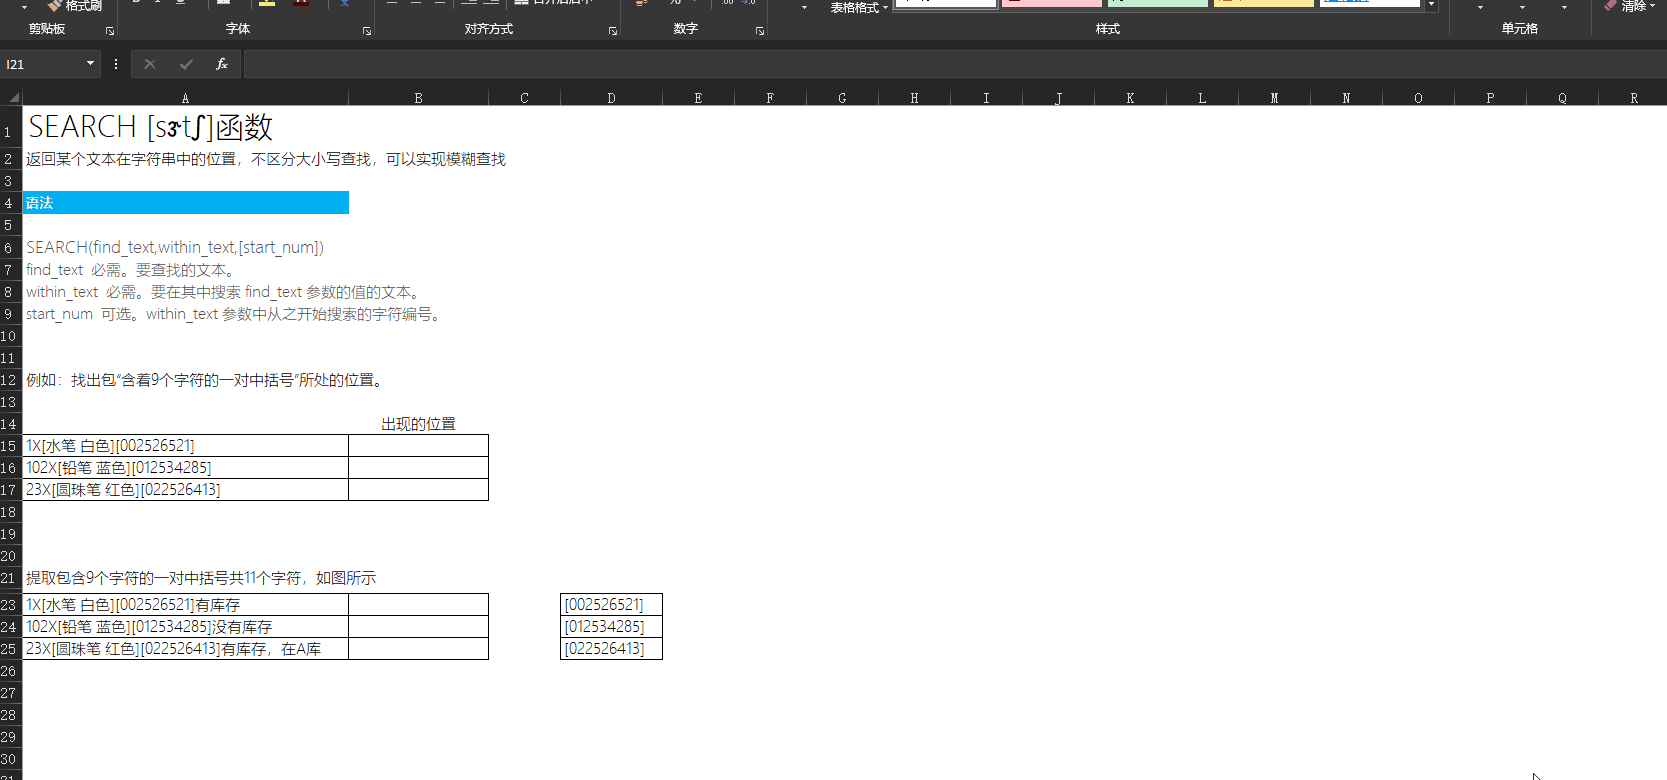 格式刷
表格格式
清除
剪贴板 字体 对齐方式 数字 样式 单元格
I21 fx
A B C D E F G H I J K L M N O P Q R
1 SEARCH [sɝtʃ]函数
2 返回某个文本在字符串中的位置，不区分大小写查找，可以实现模糊查找
3
4 语法
5
6 SEARCH(find_text,within_text,[start_num])
7 find_text 必需。要查找的文本。
8 within_text 必需。要在其中搜索 find_text 参数的值的文本。
9 start_num 可选。within_text 参数中从之开始搜索的字符编号。
10
11
12 例如：找出包“含着9个字符的一对中括号”所处的位置。
13
14 出现的位置
15 1X[水笔 白色][002526521]
16 102X[铅笔 蓝色][012534285]
17 23X[圆珠笔 红色][022526413]
18
19
20
21 提取包含9个字符的一对中括号共11个字符，如图所示
23 1X[水笔 白色][002526521]有库存 [002526521]
24 102X[铅笔 蓝色][012534285]没有库存 [012534285]
25 23X[圆珠笔 红色][022526413]有库存，在A库 [022526413]
26
27
28
29
30